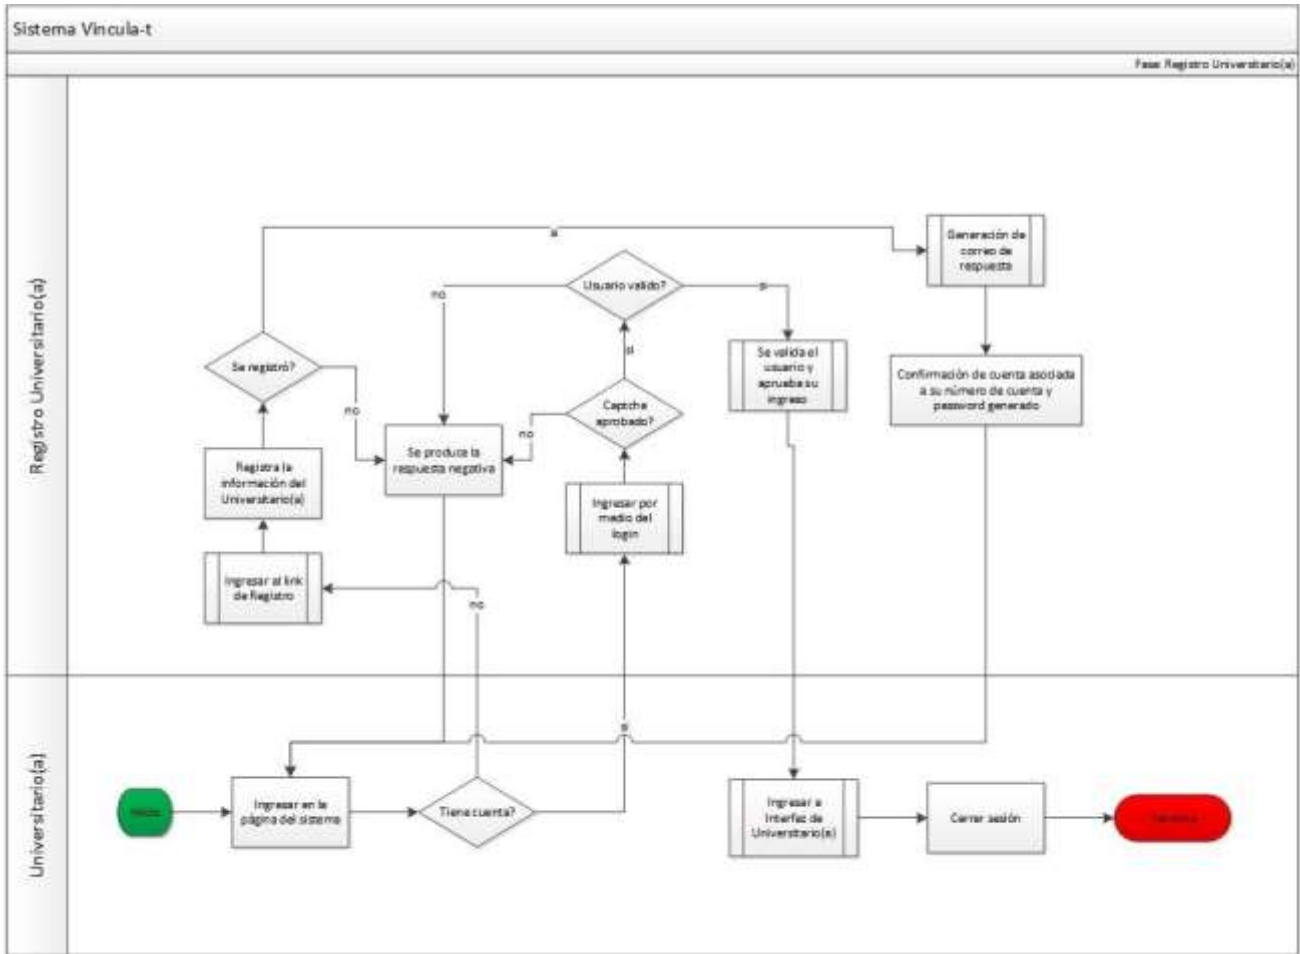 Sistema Vincula-t
Fase: Registro Universitario(a)
Registro Universitario(a)
Generación de
correo de
respuesta
si
Usuario valido?
no
si
Se registró?
Se valida el
usuario y
aprueba su
ingreso
Confirmación de cuenta asociada
a su número de cuenta y
password generado
si
Captcha
aprobado?
no
no
Se produce la
respuesta negativa
Registra la
información del
Universitario(a)
Ingresar por
medio del
login
Ingresar al link
de Registro
no
Universitario(a)
si
Inicio
Ingresar en la
página del sistema
Tiene cuenta?
Ingresar a
Interfaz de
Universitario(a)
Cerrar sesión